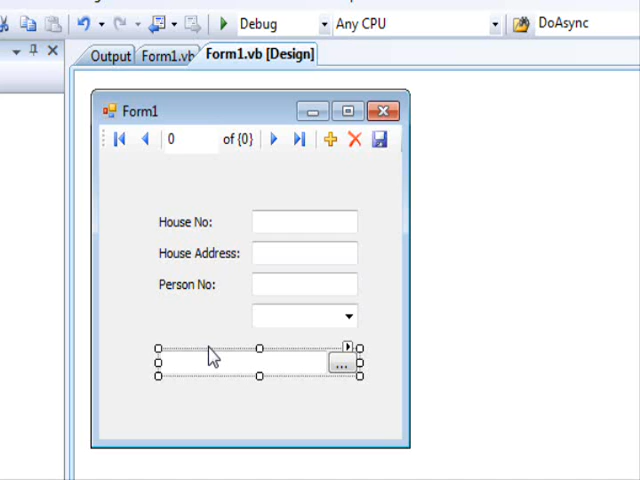 Debug Any CPU DoAsync
Output Form1.vb Form1.vb [Design]
Form1
0 of {0}
House No:
House Address:
Person No:
...